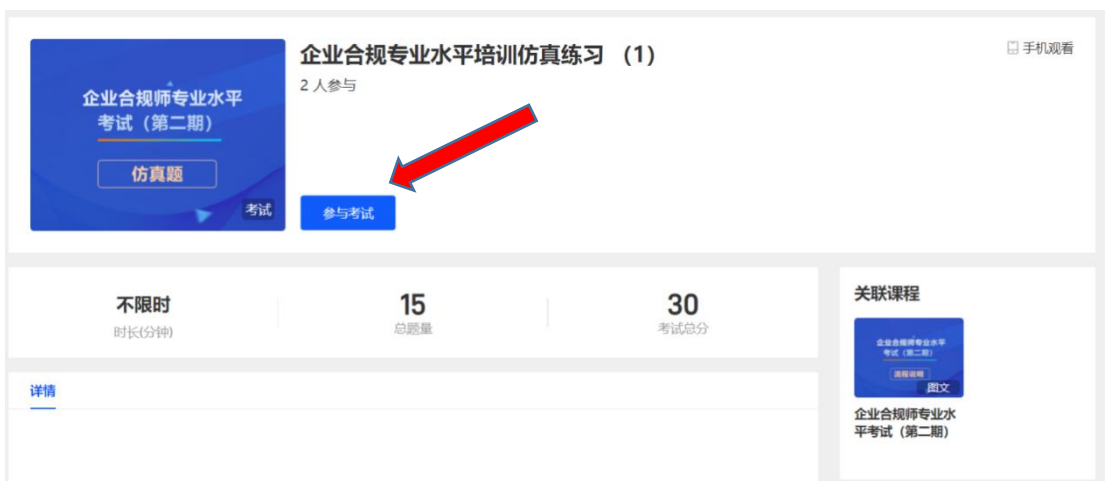 企业合规师专业水平
考试（第二期）
仿真题
考试
企业合规专业水平培训仿真练习 （1）
2 人参与
参与考试
手机观看
不限时
时长(分钟)
15
总题量
30
考试总分
详情
关联课程
企业合规师专业水平
考试（第二期）
流程说明
图文
企业合规师专业水
平考试（第二期）